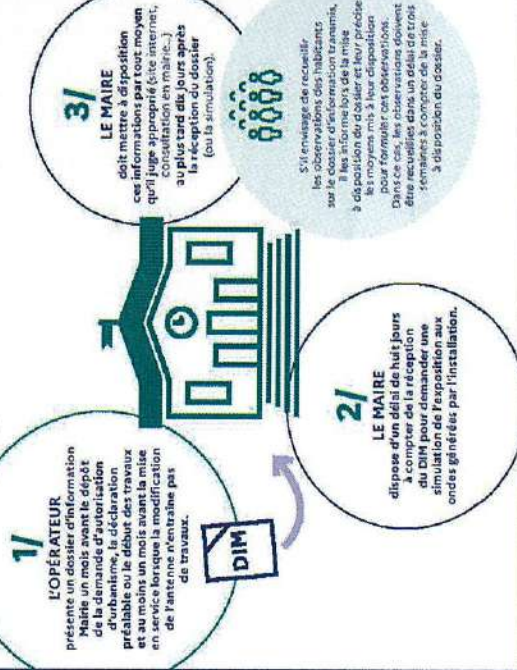 1/
L'OPÉRATEUR
présente un dossier d'information
Mairie un mois avant le dépôt
de la demande d'autorisation
d'urbanisme, la déclaration
préalable ou le début des travaux
et au moins un mois avant la mise
en service lorsque la modification
de l'antenne n'entraîne pas
de travaux.
DIM
2/
LE MAIRE
dispose d'un délai de huit jours
à compter de la réception
du DIM pour demander une
simulation de l'exposition aux
ondes générées par l'installation.
3/
LE MAIRE
doit mettre à disposition
ces informations par tout moyen
qu'il juge approprié (site internet,
consultation en mairie...)
au plus tard dix jours après
la réception du dossier
(ou la simulation).
S'il envisage de recueillir
les observations des habitants
sur le dossier d'information transmis,
il les informe lors de la mise
à disposition du dossier et leur précise
les moyens mis à leur disposition
pour formuler ces observations.
Dans ce cas, les observations doivent
être recueillies dans un délai de trois
semaines à compter de la mise
à disposition du dossier.